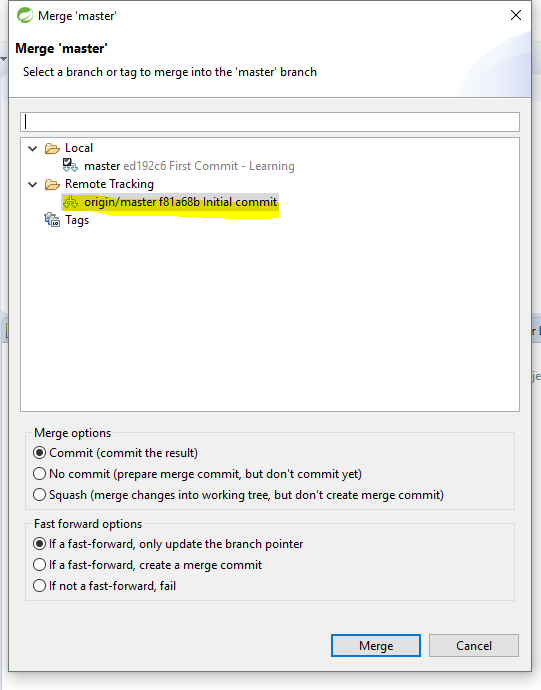 Merge 'master'
Merge 'master'
Select a branch or tag to merge into the 'master' branch
Local
master ed192c6 First Commit - Learning
Remote Tracking
origin/master f81a68b Initial commit
Tags
Merge options
Commit (commit the result)
No commit (prepare merge commit, but don't commit yet)
Squash (merge changes into working tree, but don't create merge commit)
Fast forward options
If a fast-forward, only update the branch pointer
If a fast-forward, create a merge commit
If not a fast-forward, fail
Merge Cancel